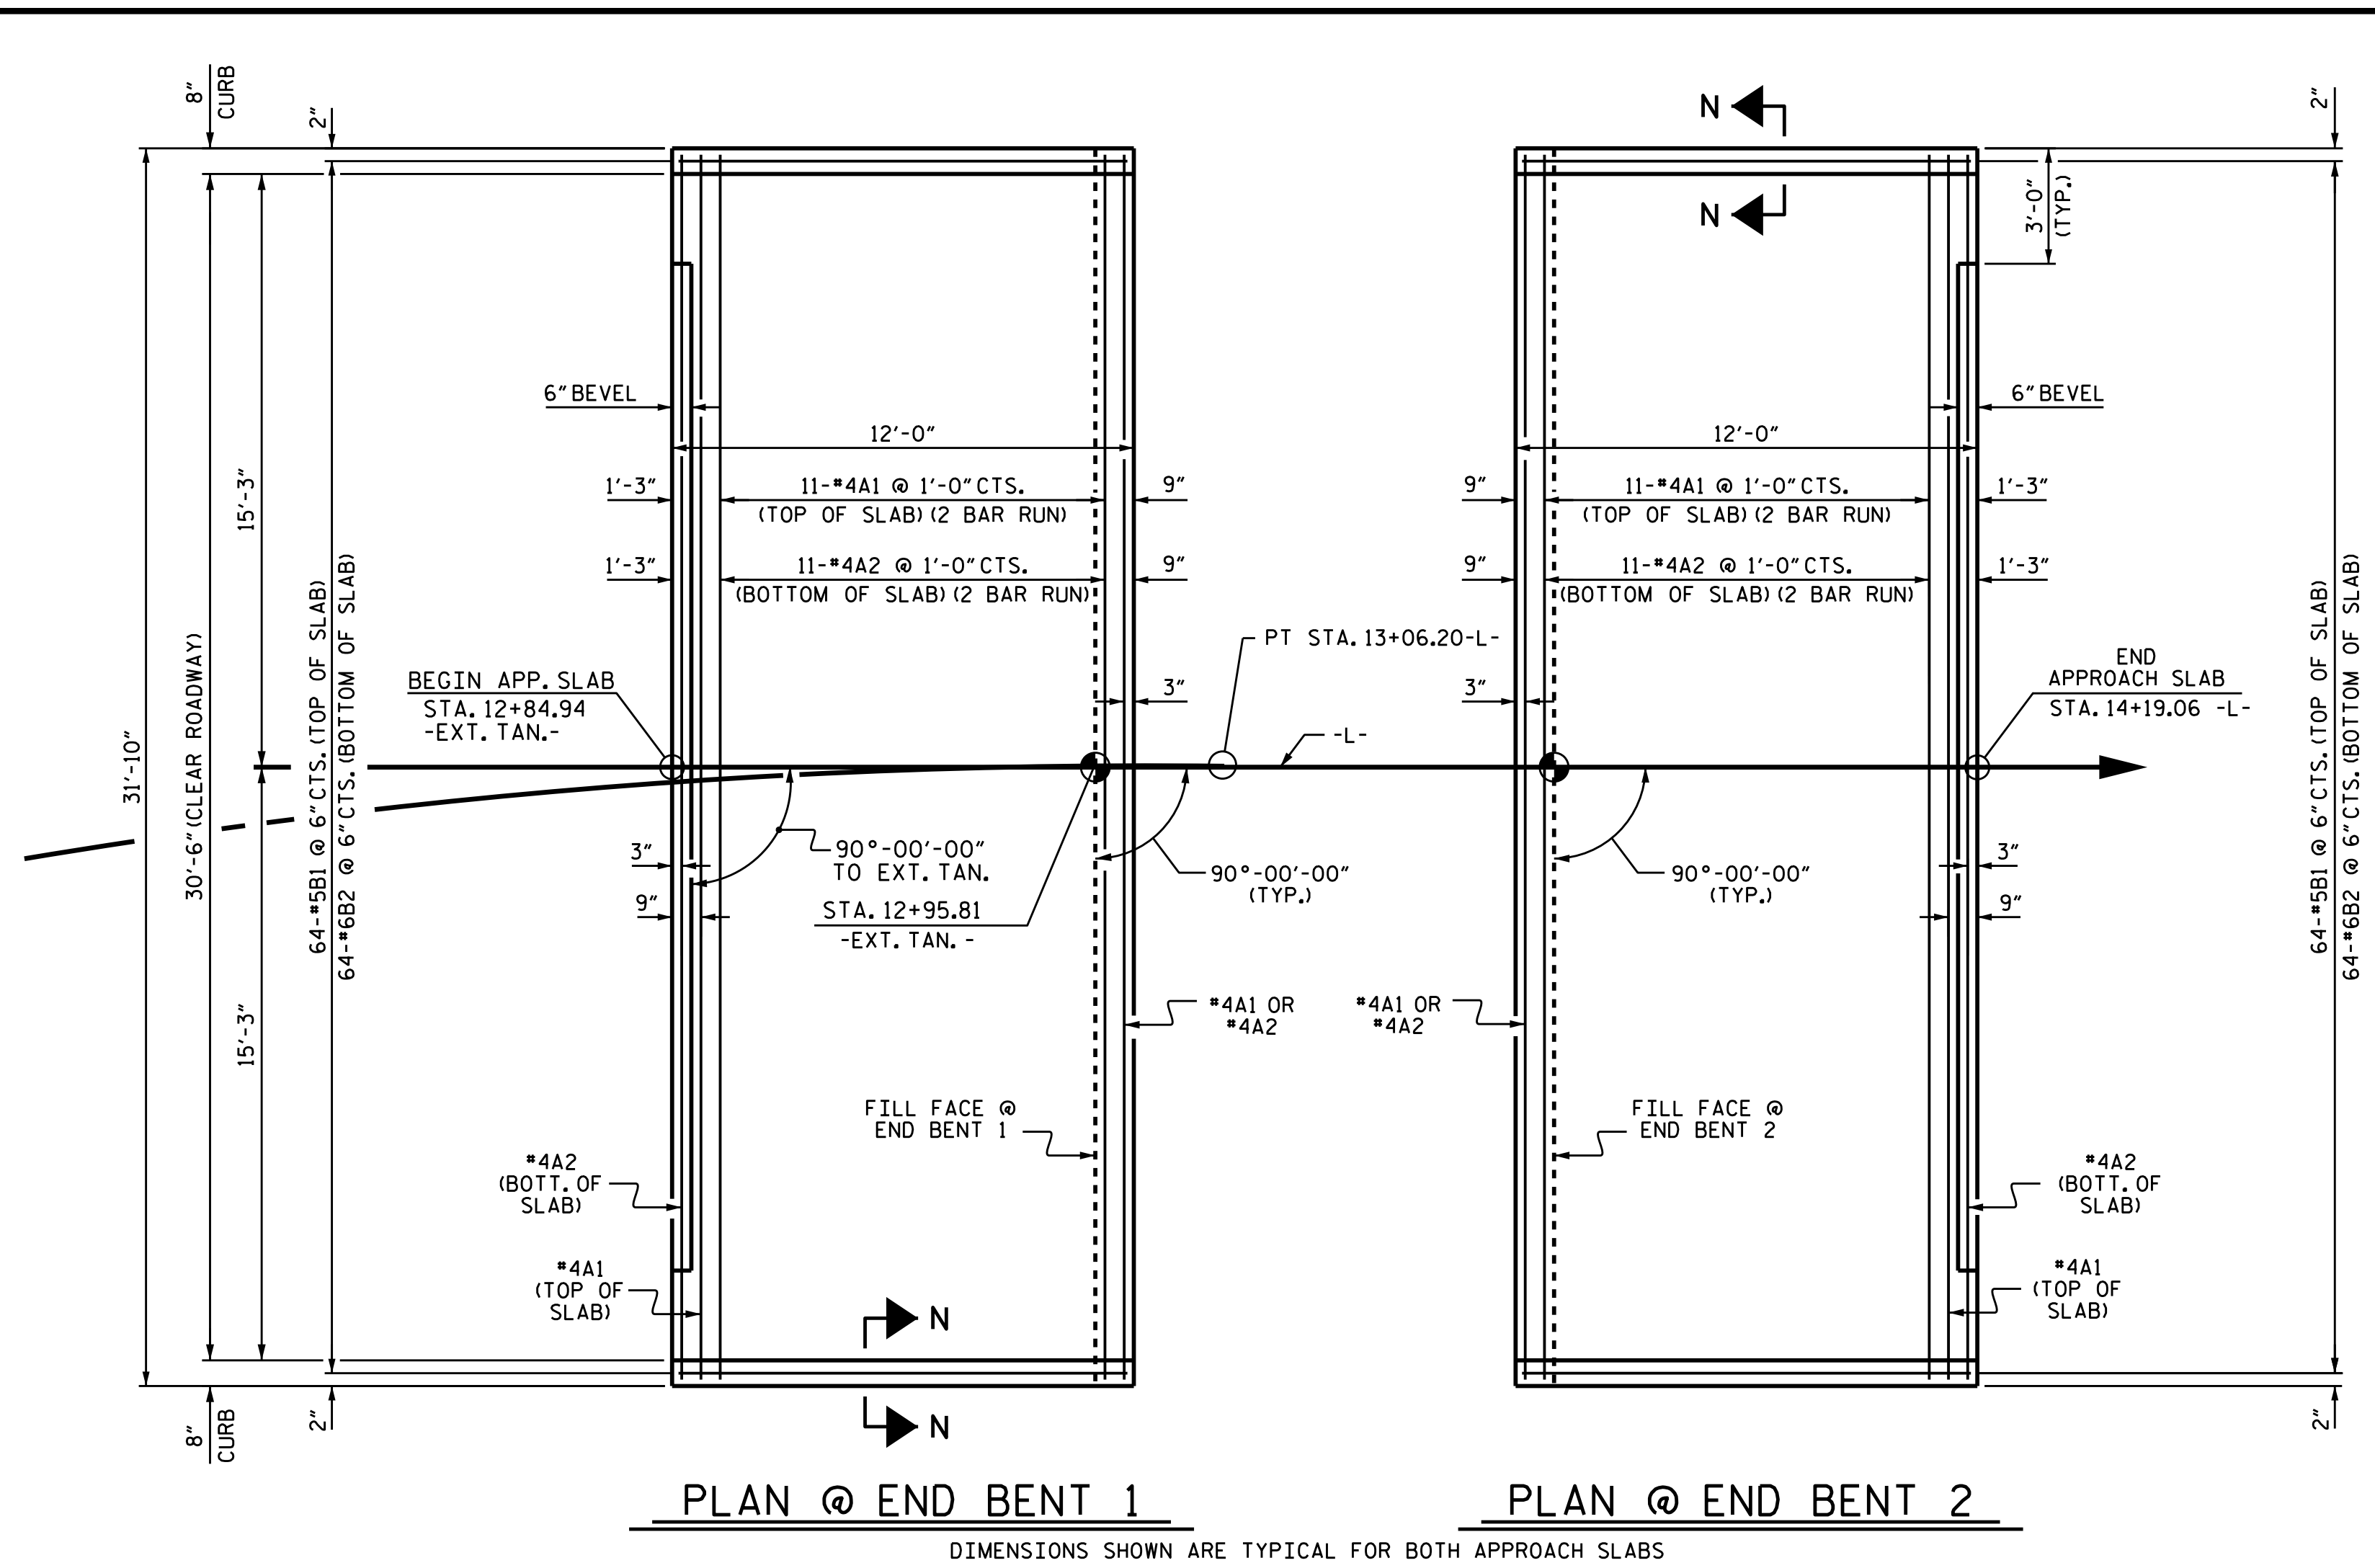 8"
CURB
2"
N
N
2"
3'-0"
(TYP.)
6" BEVEL
12'-0"
1'-3"
11-#4A1 @ 1'-0" CTS.
(TOP OF SLAB) (2 BAR RUN)
9"
1'-3"
11-#4A2 @ 1'-0" CTS.
(BOTTOM OF SLAB) (2 BAR RUN)
9"
6" BEVEL
12'-0"
9"
11-#4A1 @ 1'-0" CTS.
(TOP OF SLAB) (2 BAR RUN)
1'-3"
9"
11-#4A2 @ 1'-0" CTS.
(BOTTOM OF SLAB) (2 BAR RUN)
1'-3"
31'-10"
30'-6" (CLEAR ROADWAY)
15'-3"
15'-3"
64-#5B1 @ 6" CTS. (TOP OF SLAB)
64-#6B2 @ 6" CTS. (BOTTOM OF SLAB)
BEGIN APP. SLAB
STA. 12+84.94
-EXT. TAN.-
PT STA. 13+06.20 -L-
3"
3"
-L-
END
APPROACH SLAB
STA. 14+19.06 -L-
64-#5B1 @ 6" CTS. (TOP OF SLAB)
64-#6B2 @ 6" CTS. (BOTTOM OF SLAB)
3"
9"
90°-00'-00"
TO EXT. TAN.
STA. 12+95.81
-EXT. TAN. -
90°-00'-00"
(TYP.)
90°-00'-00"
(TYP.)
3"
9"
#4A1 OR
#4A2
#4A1 OR
#4A2
FILL FACE @
END BENT 1
FILL FACE @
END BENT 2
#4A2
(BOTT. OF
SLAB)
#4A2
(BOTT. OF
SLAB)
#4A1
(TOP OF
SLAB)
#4A1
(TOP OF
SLAB)
N
N
8"
CURB
2"
2"
PLAN @ END BENT 1
PLAN @ END BENT 2
DIMENSIONS SHOWN ARE TYPICAL FOR BOTH APPROACH SLABS